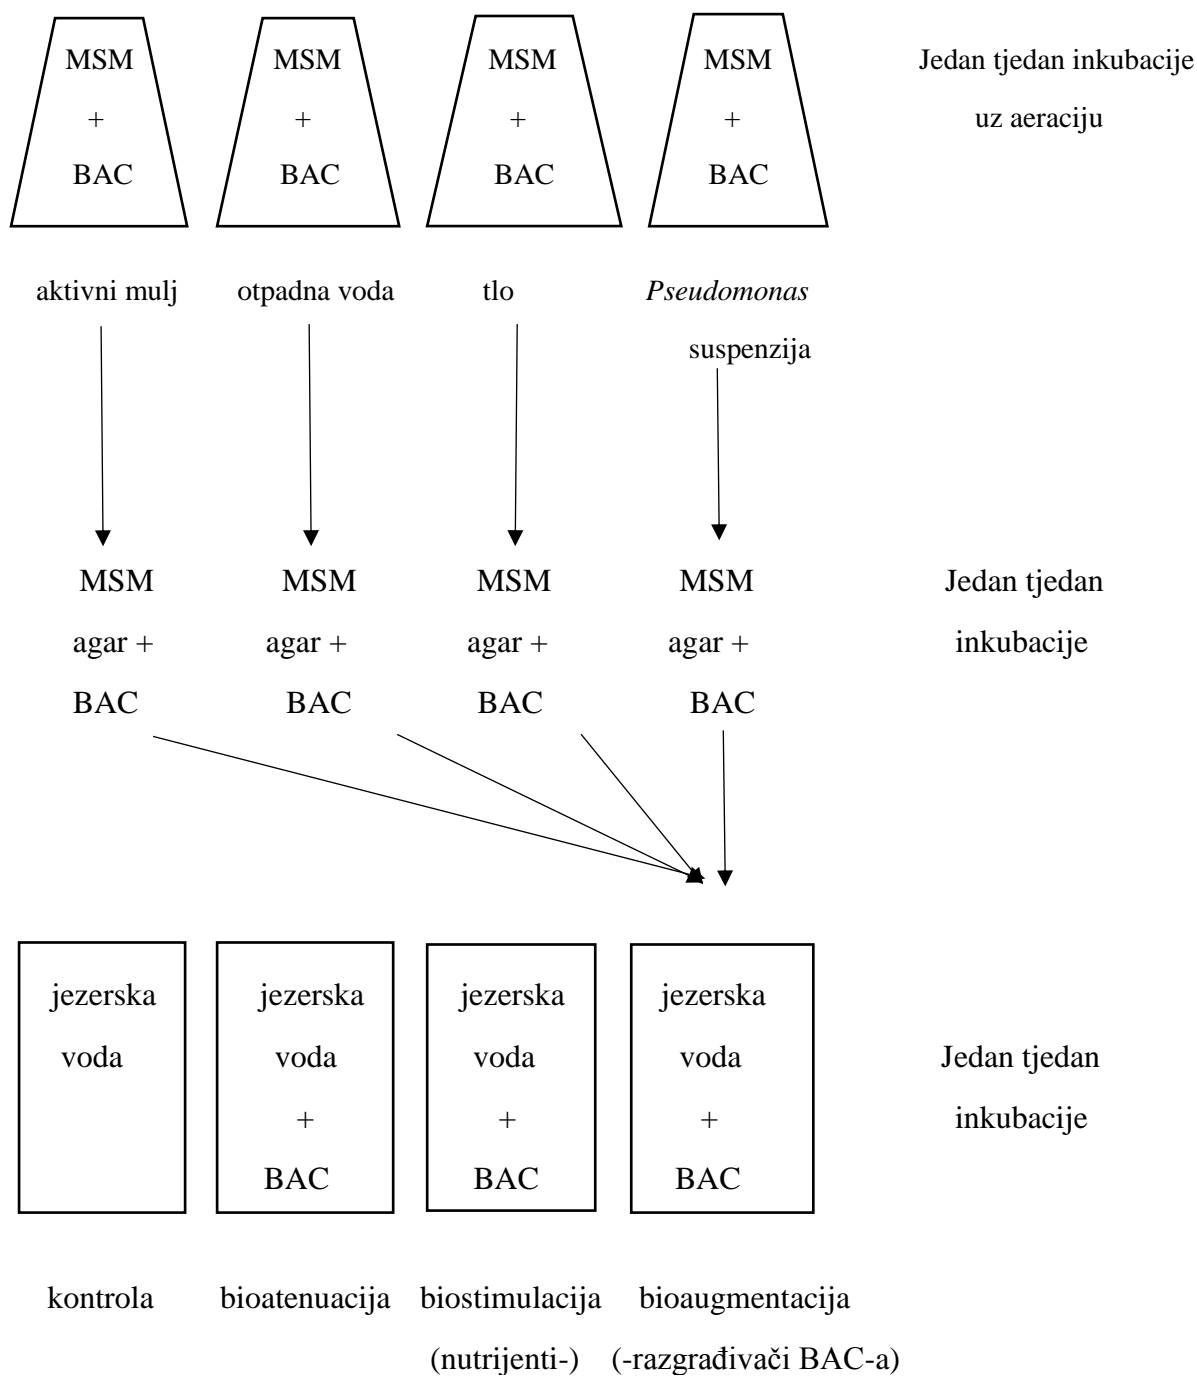 MSM MSM MSM MSM Jedan tjedan inkubacije
+ + + + uz aeraciju
BAC BAC BAC BAC
aktivni mulj otpadna voda tlo Pseudomonas
suspenzija
MSM MSM MSM MSM Jedan tjedan
agar + agar + agar + agar + inkubacije
BAC BAC BAC BAC
jezerska jezerska jezerska jezerska
voda voda voda voda Jedan tjedan
+ + + inkubacije
BAC BAC BAC
kontrola bioatenuacija biostimulacija bioaugmentacija
(nutrijenti-) (-razgrađivači BAC-a)